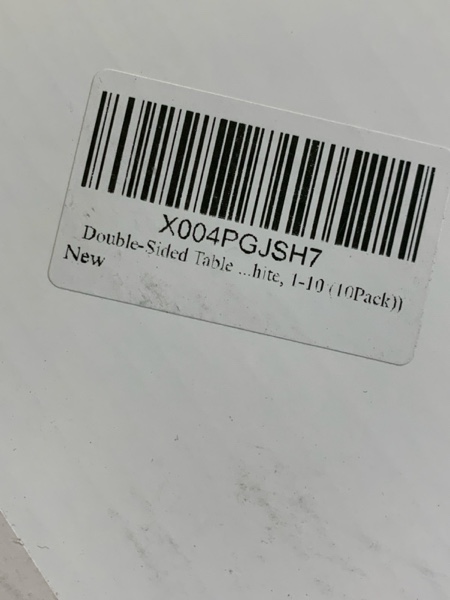 X004PGJSH7
Double-Sided Table ...hite, 1-10 (10Pack))
New